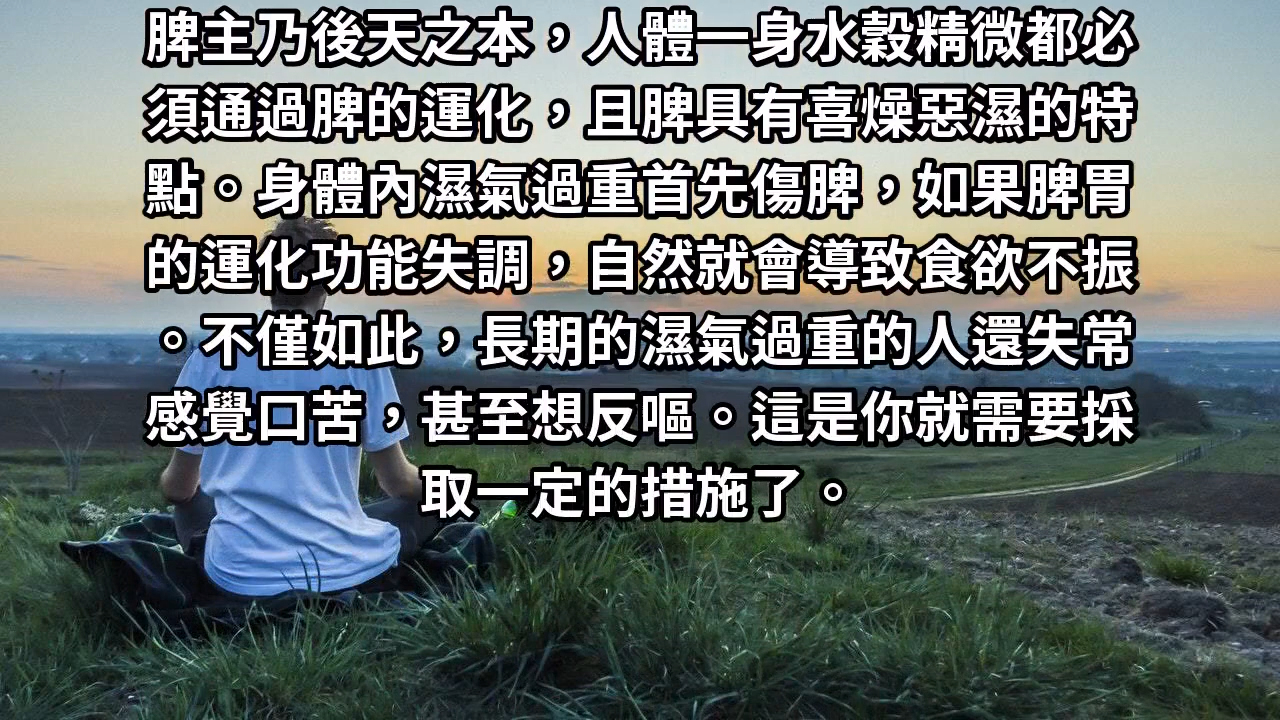 脾主乃後天之本，人體一身水穀精微都必
須通過脾的運化，且脾具有喜燥惡濕的特
點。身體內濕氣過重首先傷脾，如果脾胃
的運化功能失調，自然就會導致食欲不振
。不僅如此，長期的濕氣過重的人還失常
感覺口苦，甚至想反嘔。這是你就需要採
取一定的措施了。